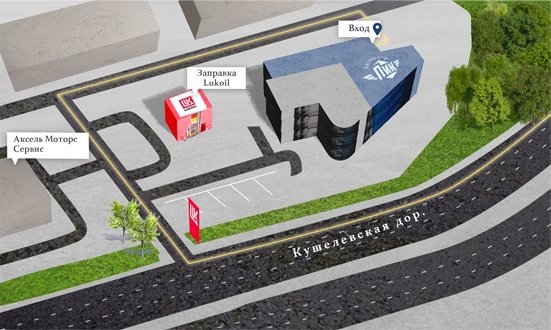 Вход
ПИК
Заправка
Lukoil
Аксель Моторс
Сервис
Кушелевская дор.